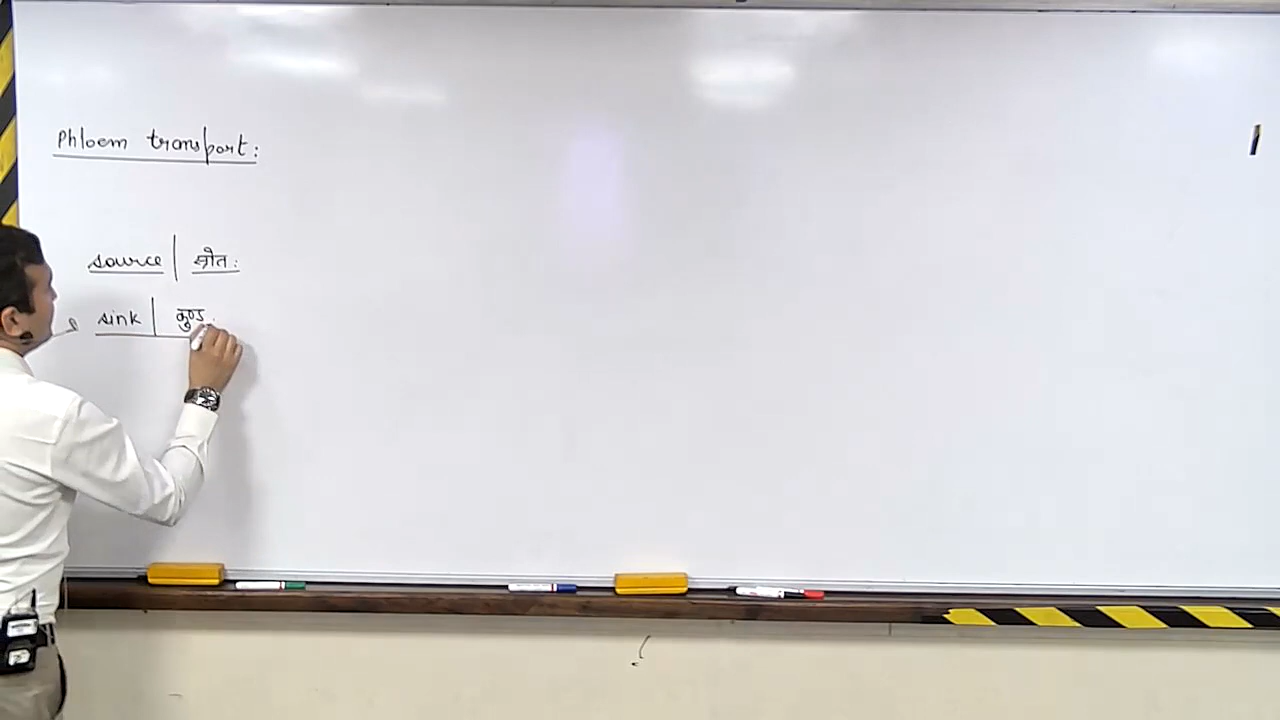 Phloem transport:
source | स्रोत:
sink | कुण्ड.